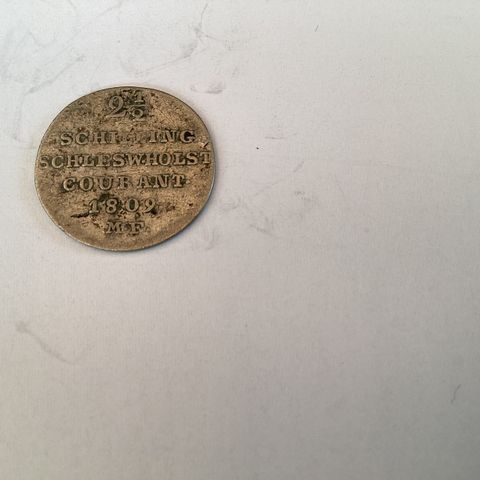 2½
SCHILLING
SCHLESW.HOLST
COURANT
1809
M.F.